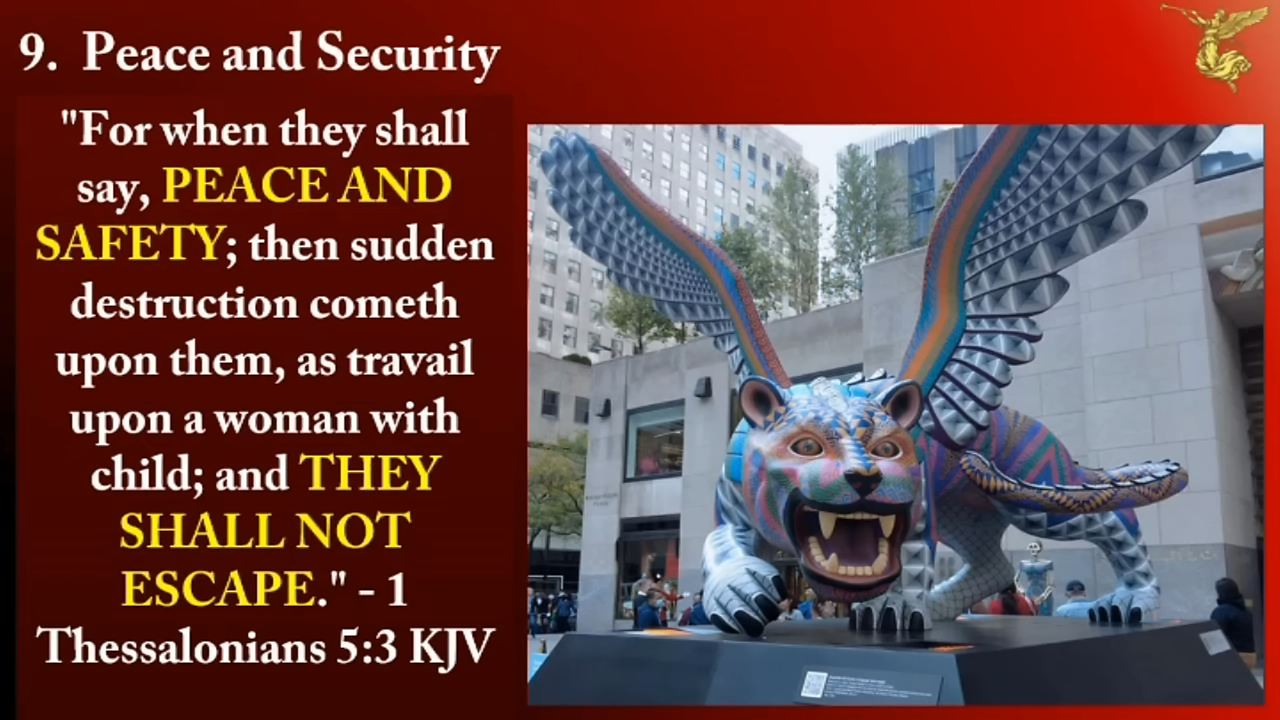 9. Peace and Security
"For when they shall
say, PEACE AND
SAFETY; then sudden
destruction cometh
upon them, as travail
upon a woman with
child; and THEY
SHALL NOT
ESCAPE." - 1
Thessalonians 5:3 KJV